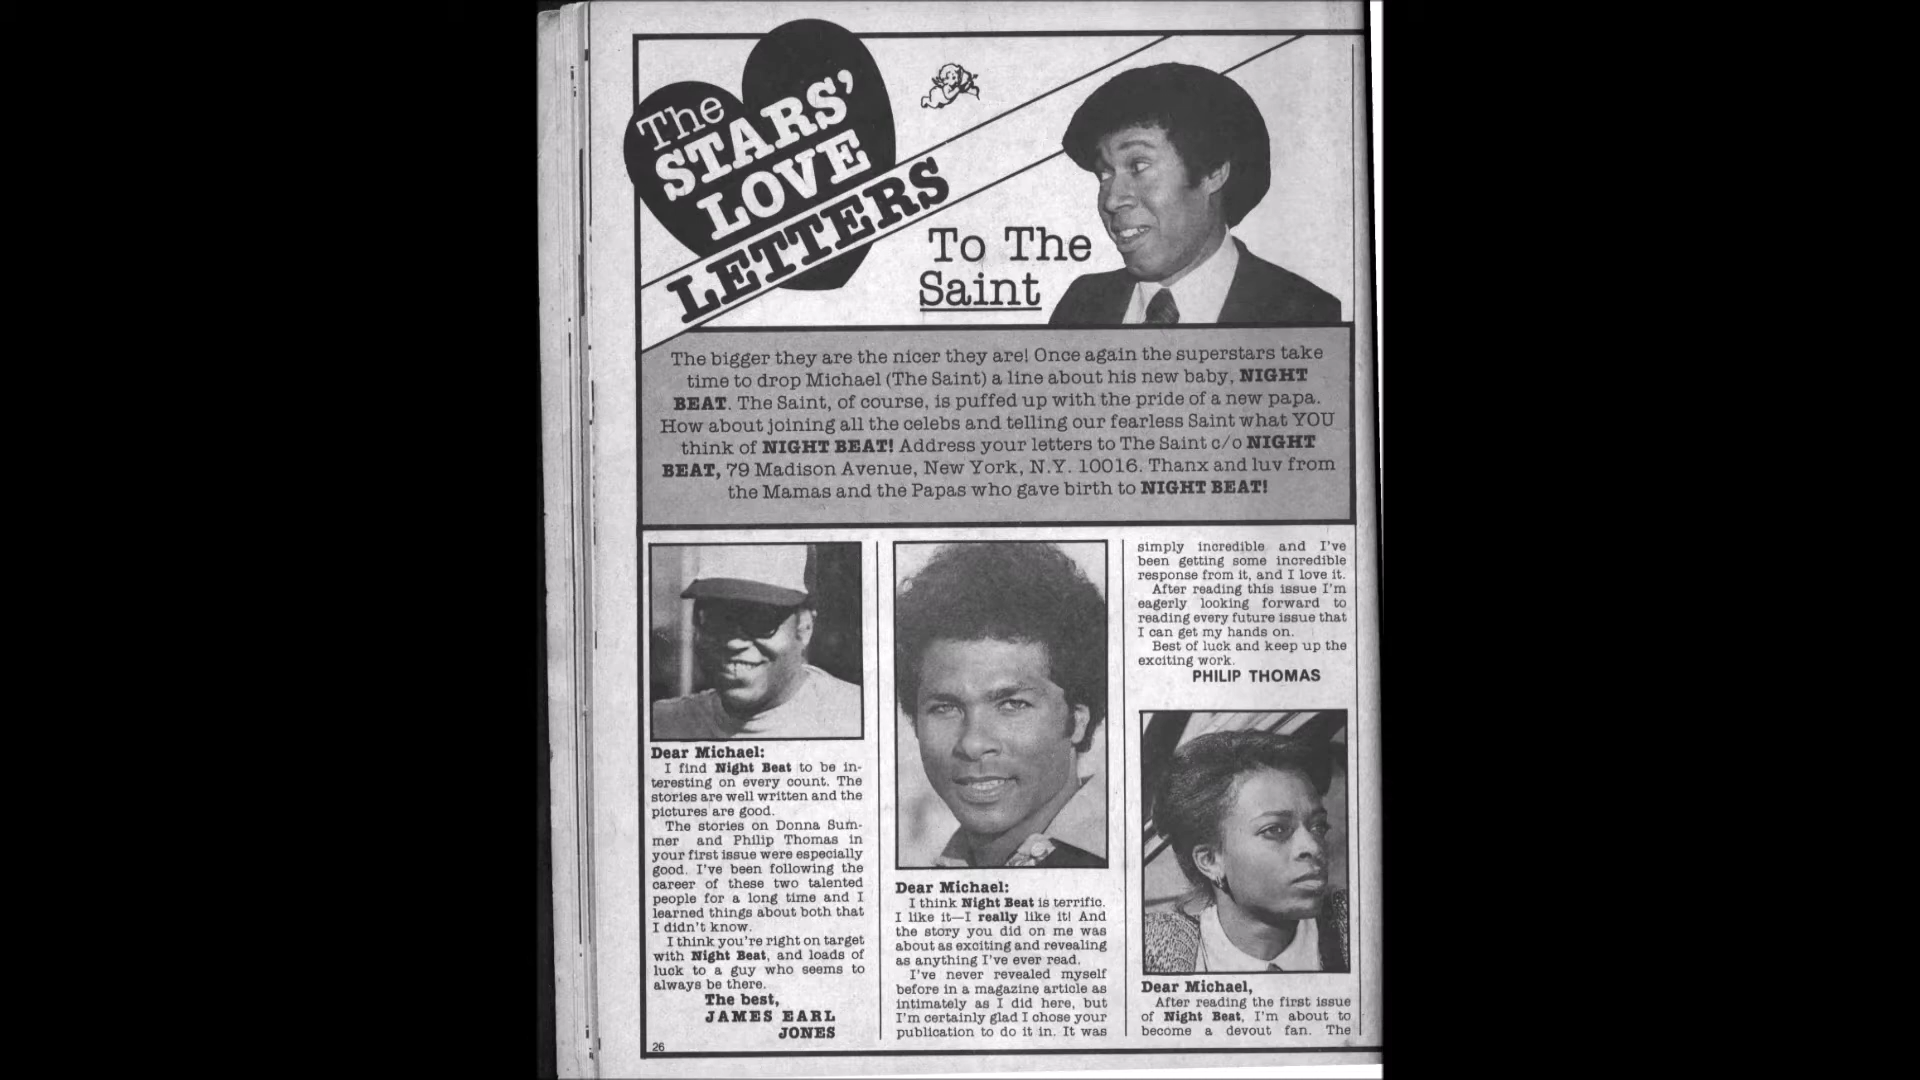 The
STARS'
LOVE
LETTERS
To The
Saint
The bigger they are the nicer they are! Once again the superstars take
time to drop Michael (The Saint) a line about his new baby, NIGHT
BEAT. The Saint, of course, is puffed up with the pride of a new papa.
How about joining all the celebs and telling our fearless Saint what YOU
think of NIGHT BEAT! Address your letters to The Saint c/o NIGHT
BEAT, 79 Madison Avenue, New York, N.Y. 10016. Thanx and luv from
the Mamas and the Papas who gave birth to NIGHT BEAT!
Dear Michael:
I find Night Beat to be in-
teresting on every count. The
stories are well written and the
pictures are good.
The stories on Donna Sum-
mer and Philip Thomas in
your first issue were especially
good. I've been following the
career of these two talented
people for a long time and I
learned things about both that
I didn't know.
I think you're right on target
with Night Beat, and loads of
luck to a guy who seems to
always be there.
The best,
JAMES EARL
JONES
26
Dear Michael:
I think Night Beat is terrific.
I like it—I really like it! And
the story you did on me was
about as exciting and revealing
as anything I've ever read.
I've never revealed myself
before in a magazine article as
intimately as I did here, but
I'm certainly glad I chose your
publication to do it in. It was
simply incredible and I've
been getting some incredible
response from it, and I love it.
After reading this issue I'm
eagerly looking forward to
reading every future issue that
I can get my hands on.
Best of luck and keep up the
exciting work.
PHILIP THOMAS
Dear Michael,
After reading the first issue
of Night Beat, I'm about to
become a devout fan. The